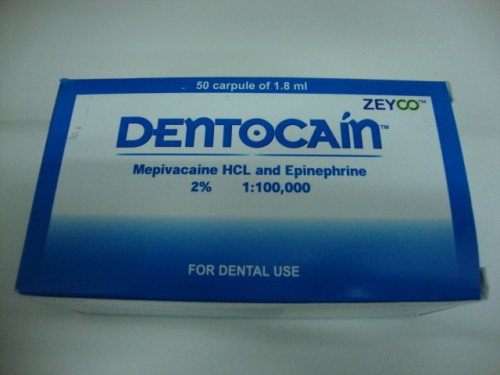 50 carpule of 1.8 ml
ZEYCO™
DENTOCAÍN™
Mepivacaine HCL and Epinephrine
2% 1:100,000
FOR DENTAL USE